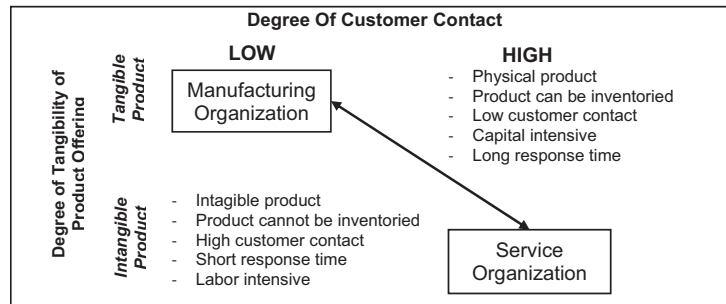 Degree Of Customer Contact
LOW
HIGH
Degree of Tangibility of
Product Offering
Tangible
Product
Manufacturing
Organization
- Physical product
- Product can be inventoried
- Low customer contact
- Capital intensive
- Long response time
Intangible
Product
- Intagible product
- Product cannot be inventoried
- High customer contact
- Short response time
- Labor intensive
Service
Organization